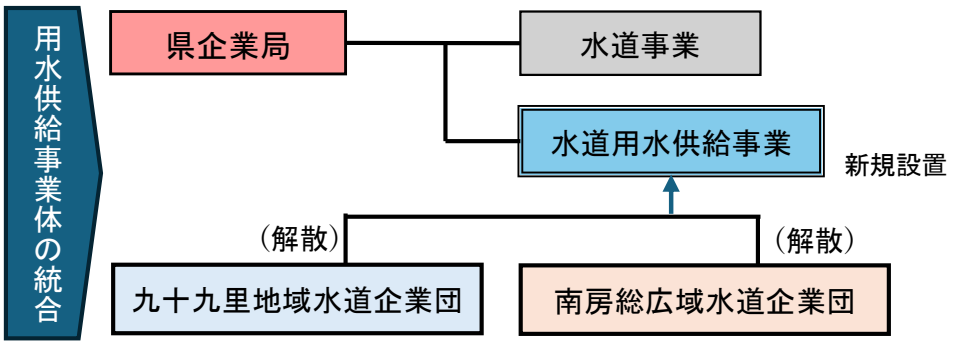 用水供給事業体の統合
県企業局
水道事業
水道用水供給事業
新規設置
(解散)
(解散)
九十九里地域水道企業団
南房総広域水道企業団